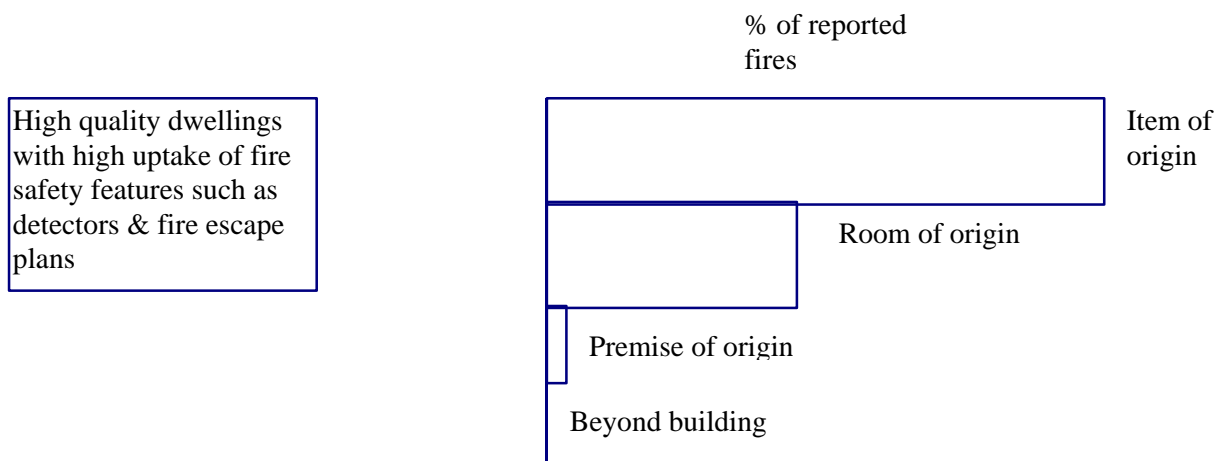 % of reported
fires
High quality dwellings
with high uptake of fire
safety features such as
detectors & fire escape
plans
Item of
origin
Room of origin
Premise of origin
Beyond building